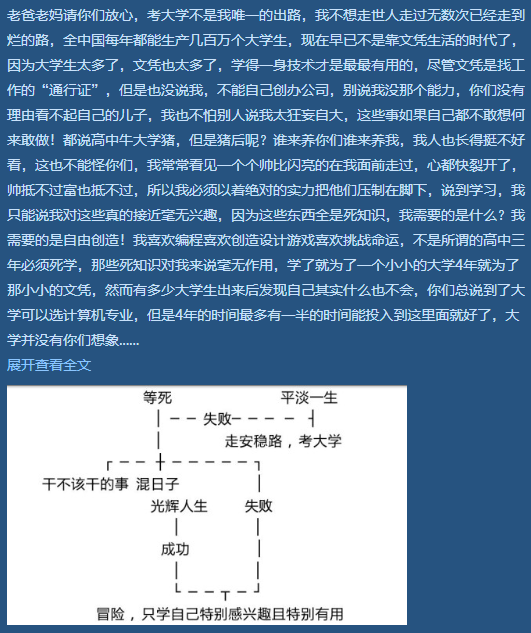 老爸老妈请你们放心，考大学不是我唯一的出路，我不想走世人走过无数次已经走到
烂的路，全中国每年都能生产几百万个大学生，现在早已不是靠文凭生活的时代了，
因为大学生太多了，文凭也太多了，学得一身技术才是最最有用的，尽管文凭是找工
作的“通行证”，但是也没说我，不能自己创办公司，别说我没那个能力，你们没有
理由看不起自己的儿子，我也不怕别人说我太狂妄自大，这些事如果自己都不敢想何
来敢做！都说高中牛大学猪，但是猪后呢？谁来养你们谁来养我，我人也长得挺不好
看，这也不能怪你们，我常常看见一个个帅比闪亮的在我面前走过，心都快裂开了，
帅抵不过富也抵不过，所以我必须以着绝对的实力把他们压制在脚下，说到学习，我
只能说我对这些真的接近毫无兴趣，因为这些东西全是死知识，我需要的是什么？我
需要的是自由创造！我喜欢编程喜欢创造设计游戏喜欢挑战命运，不是所谓的高中三
年必须死学，那些死知识对我来说毫无作用，学了就为了一个小小的大学4年就为了
那小小的文凭，然而有多少大学生出来后发现自己其实什么也不会，你们总说到了大
学可以选计算机专业，但是4年的时间最多有一半的时间能投入到这里面就好了，大
学并没有你们想象......
展开查看全文
等死 平淡一生
失败
走安稳路，考大学
干不该干的事 混日子
光辉人生 失败
成功
冒险，只学自己特别感兴趣且特别有用